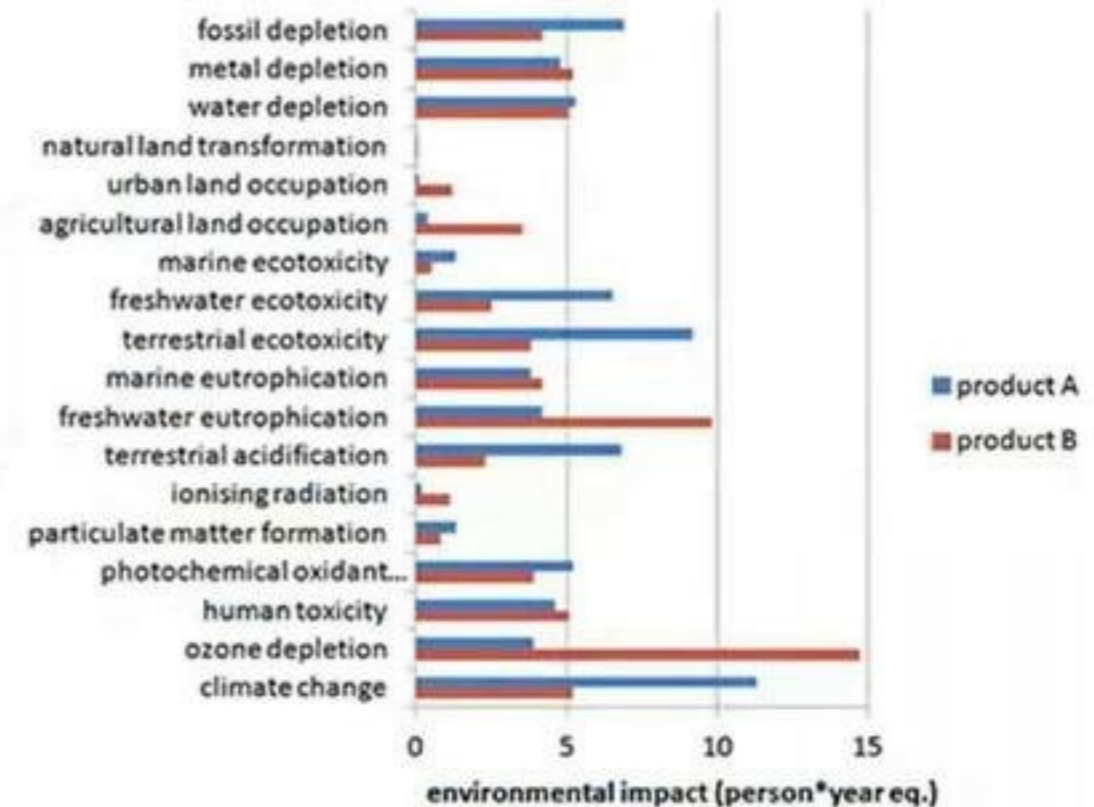 fossil depletion
metal depletion
water depletion
natural land transformation
urban land occupation
agricultural land occupation
marine ecotoxicity
freshwater ecotoxicity
terrestrial ecotoxicity
marine eutrophication
freshwater eutrophication
terrestrial acidification
ionising radiation
particulate matter formation
photochemical oxidant...
human toxicity
ozone depletion
climate change
product A
product B
0 5 10 15
environmental impact (person*year eq.)